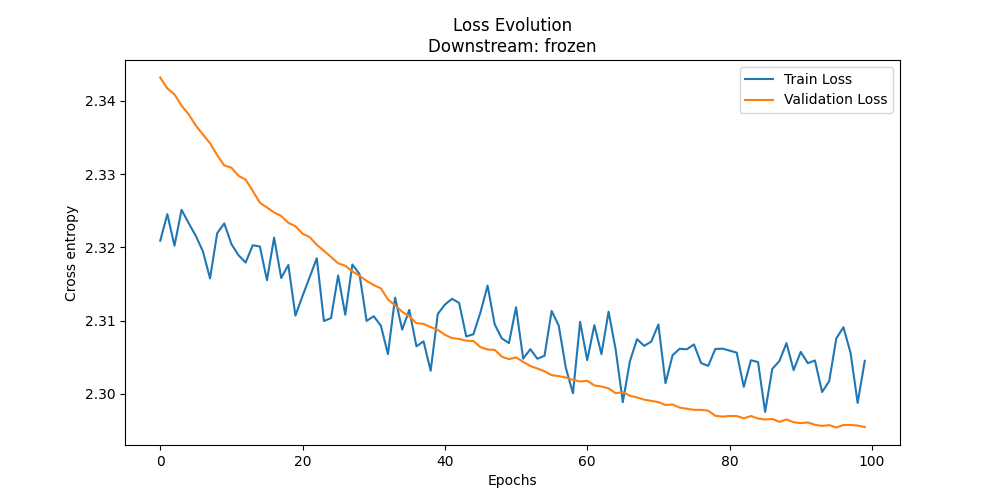 Loss Evolution
Downstream: frozen
Train Loss
Validation Loss
Cross entropy
2.34
2.33
2.32
2.31
2.30
0 20 40 60 80 100
Epochs